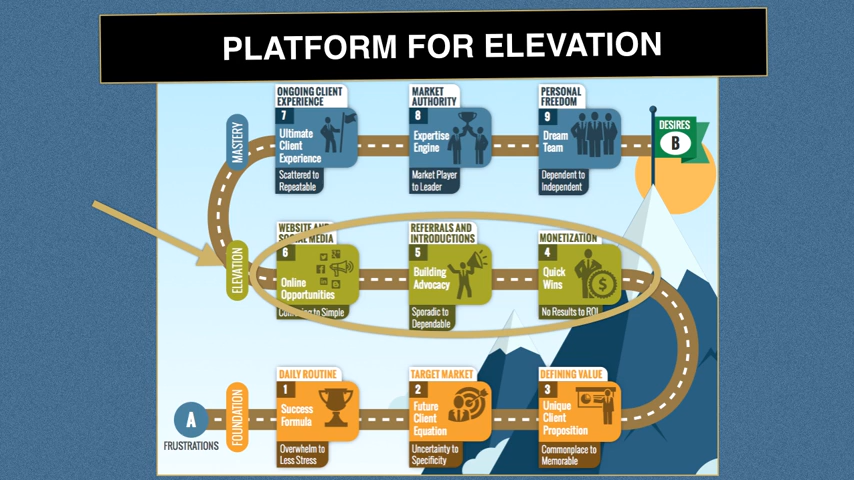 PLATFORM FOR ELEVATION
ONGOING CLIENT
EXPERIENCE
7
Ultimate
Client
Experience
Scattered to
Repeatable
MARKET
AUTHORITY
8
Expertise
Engine
Market Player
to Leader
PERSONAL
FREEDOM
9
Dream
Team
Dependent to
Independent
DESIRES
B
MASTERY
ELEVATION
WEBSITE AND
SOCIAL MEDIA
6
Online
Opportunities
Confusing to Simple
REFERRALS AND
INTRODUCTIONS
5
Building
Advocacy
Sporadic to
Dependable
MONETIZATION
4
Quick
Wins
$
No Results to ROI
A
FRUSTRATIONS
FOUNDATION
DAILY ROUTINE
1
Success
Formula
Overwhelm to
Less Stress
TARGET MARKET
2
Future
Client
Equation
Uncertainty to
Specificity
DEFINING VALUE
3
Unique
Client
Proposition
Commonplace to
Memorable